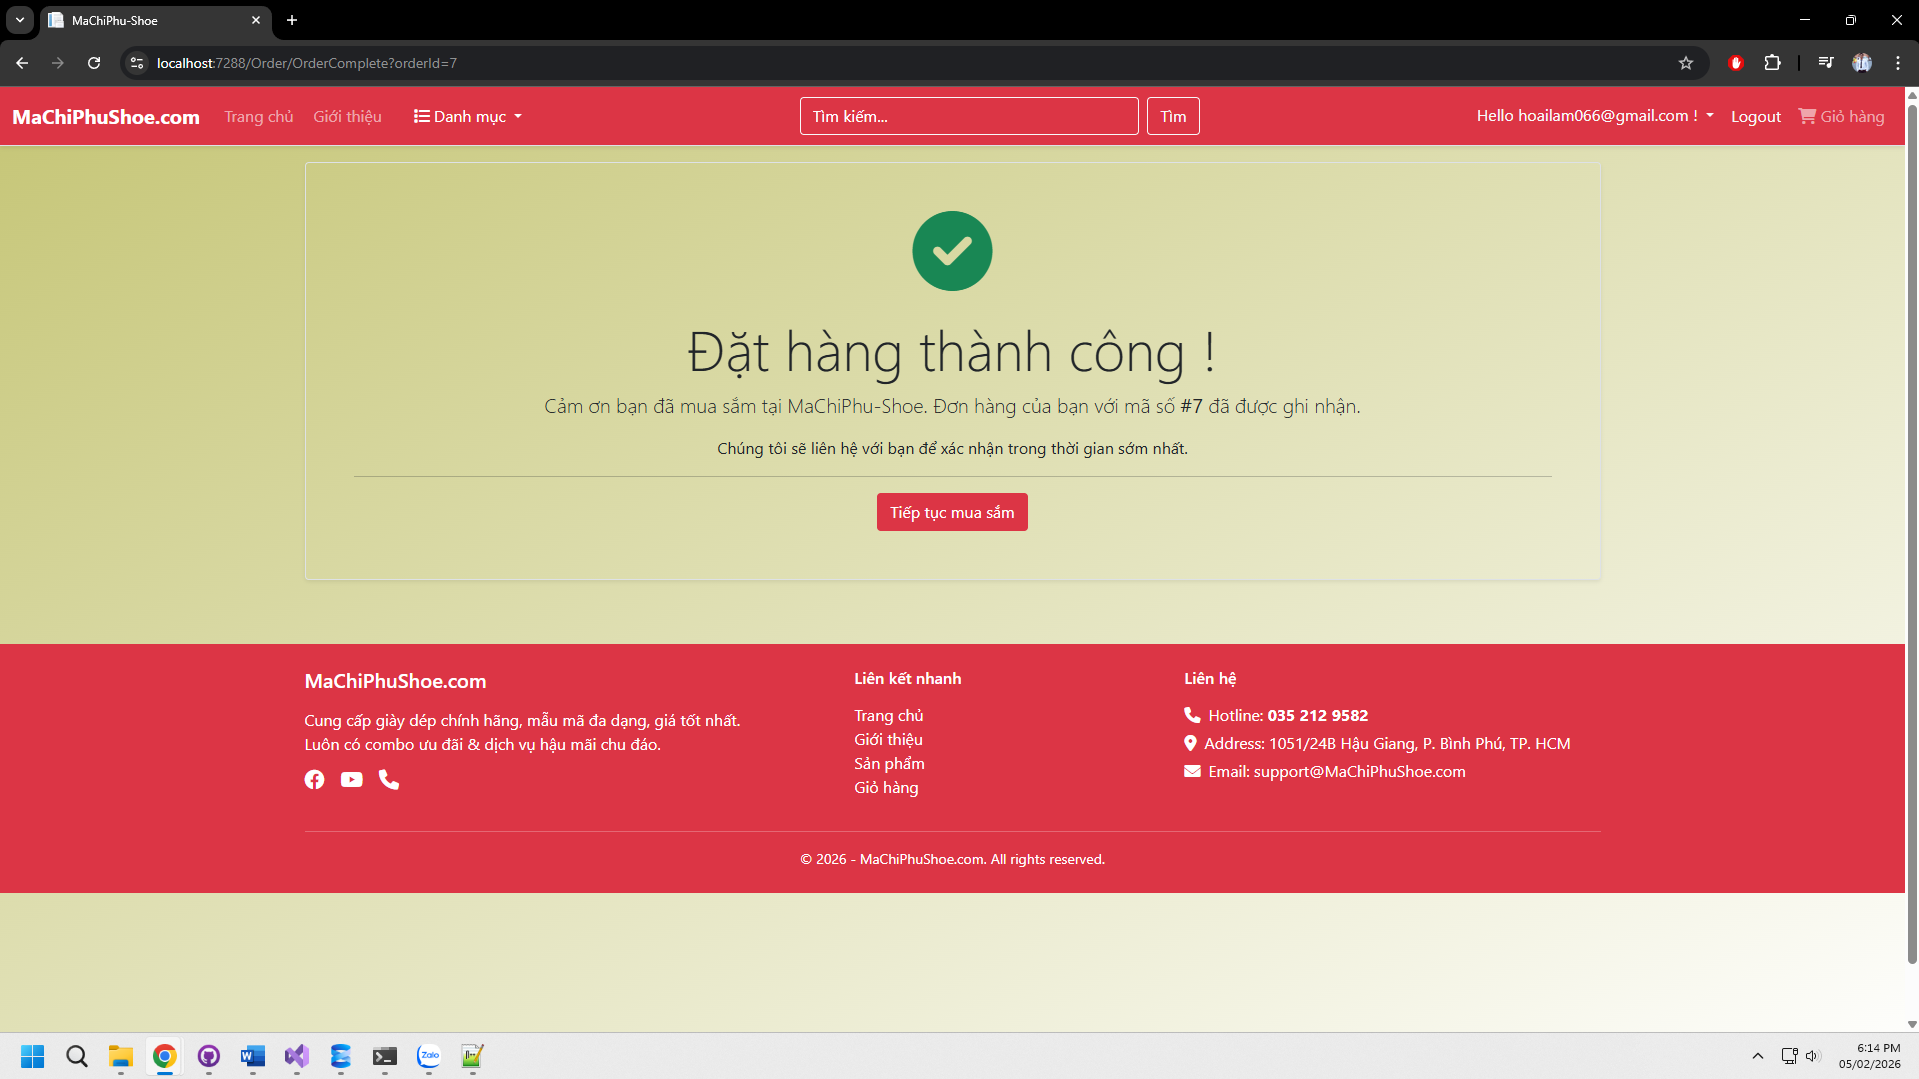 MaChiPhu-Shoe
localhost:7288/Order/OrderComplete?orderId=7
MaChiPhuShoe.com
Trang chủ
Giới thiệu
Danh mục
Tìm kiếm...
Tìm
Hello hoailam066@gmail.com !
Logout
Giỏ hàng
Đặt hàng thành công !
Cảm ơn bạn đã mua sắm tại MaChiPhu-Shoe. Đơn hàng của bạn với mã số #7 đã được ghi nhận.
Chúng tôi sẽ liên hệ với bạn để xác nhận trong thời gian sớm nhất.
Tiếp tục mua sắm
MaChiPhuShoe.com
Cung cấp giày dép chính hãng, mẫu mã đa dạng, giá tốt nhất.
Luôn có combo ưu đãi & dịch vụ hậu mãi chu đáo.
Liên kết nhanh
Trang chủ
Giới thiệu
Sản phẩm
Giỏ hàng
Liên hệ
Hotline: 035 212 9582
Address: 1051/24B Hậu Giang, P. Bình Phú, TP. HCM
Email: support@MaChiPhuShoe.com
© 2026 - MaChiPhuShoe.com. All rights reserved.
Zalo
6:14 PM
05/02/2026